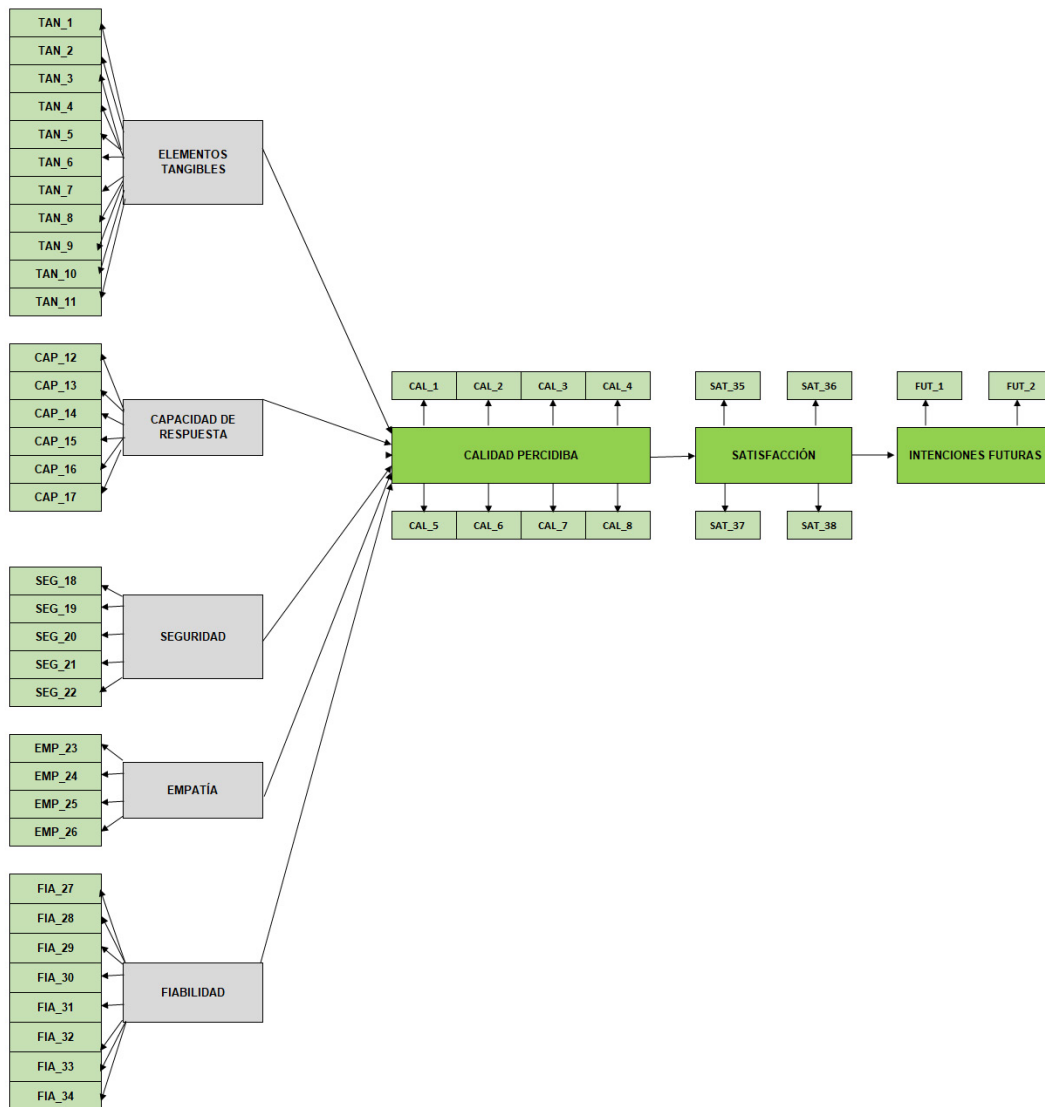 TAN_1
TAN_2
TAN_3
TAN_4
TAN_5
TAN_6
TAN_7
TAN_8
TAN_9
TAN_10
TAN_11
ELEMENTOS
TANGIBLES
CAP_12
CAP_13
CAP_14
CAP_15
CAP_16
CAP_17
CAPACIDAD DE
RESPUESTA
SEG_18
SEG_19
SEG_20
SEG_21
SEG_22
SEGURIDAD
EMP_23
EMP_24
EMP_25
EMP_26
EMPATÍA
FIA_27
FIA_28
FIA_29
FIA_30
FIA_31
FIA_32
FIA_33
FIA_34
FIABILIDAD
CAL_1 CAL_2 CAL_3 CAL_4
CALIDAD PERCIDIBA
CAL_5 CAL_6 CAL_7 CAL_8
SAT_35 SAT_36
SATISFACCIÓN
SAT_37 SAT_38
FUT_1 FUT_2
INTENCIONES FUTURAS